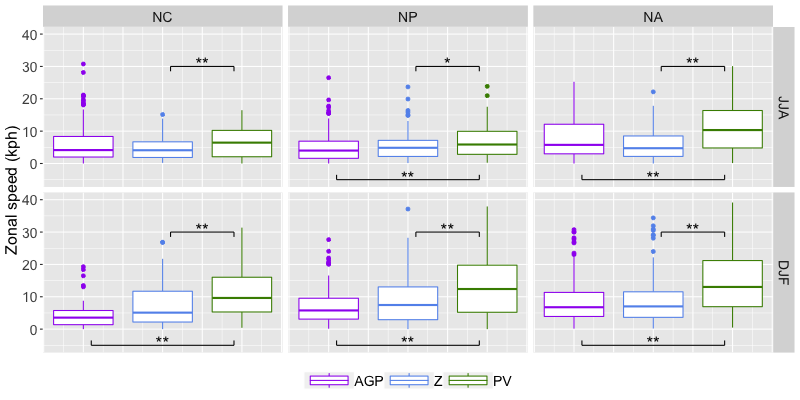 NC NP NA
Zonal speed (kph)
40
30
20
10
0
** * **
** **
JJA
40
30
20
10
0
** ** **
** ** **
DJF
AGP Z PV